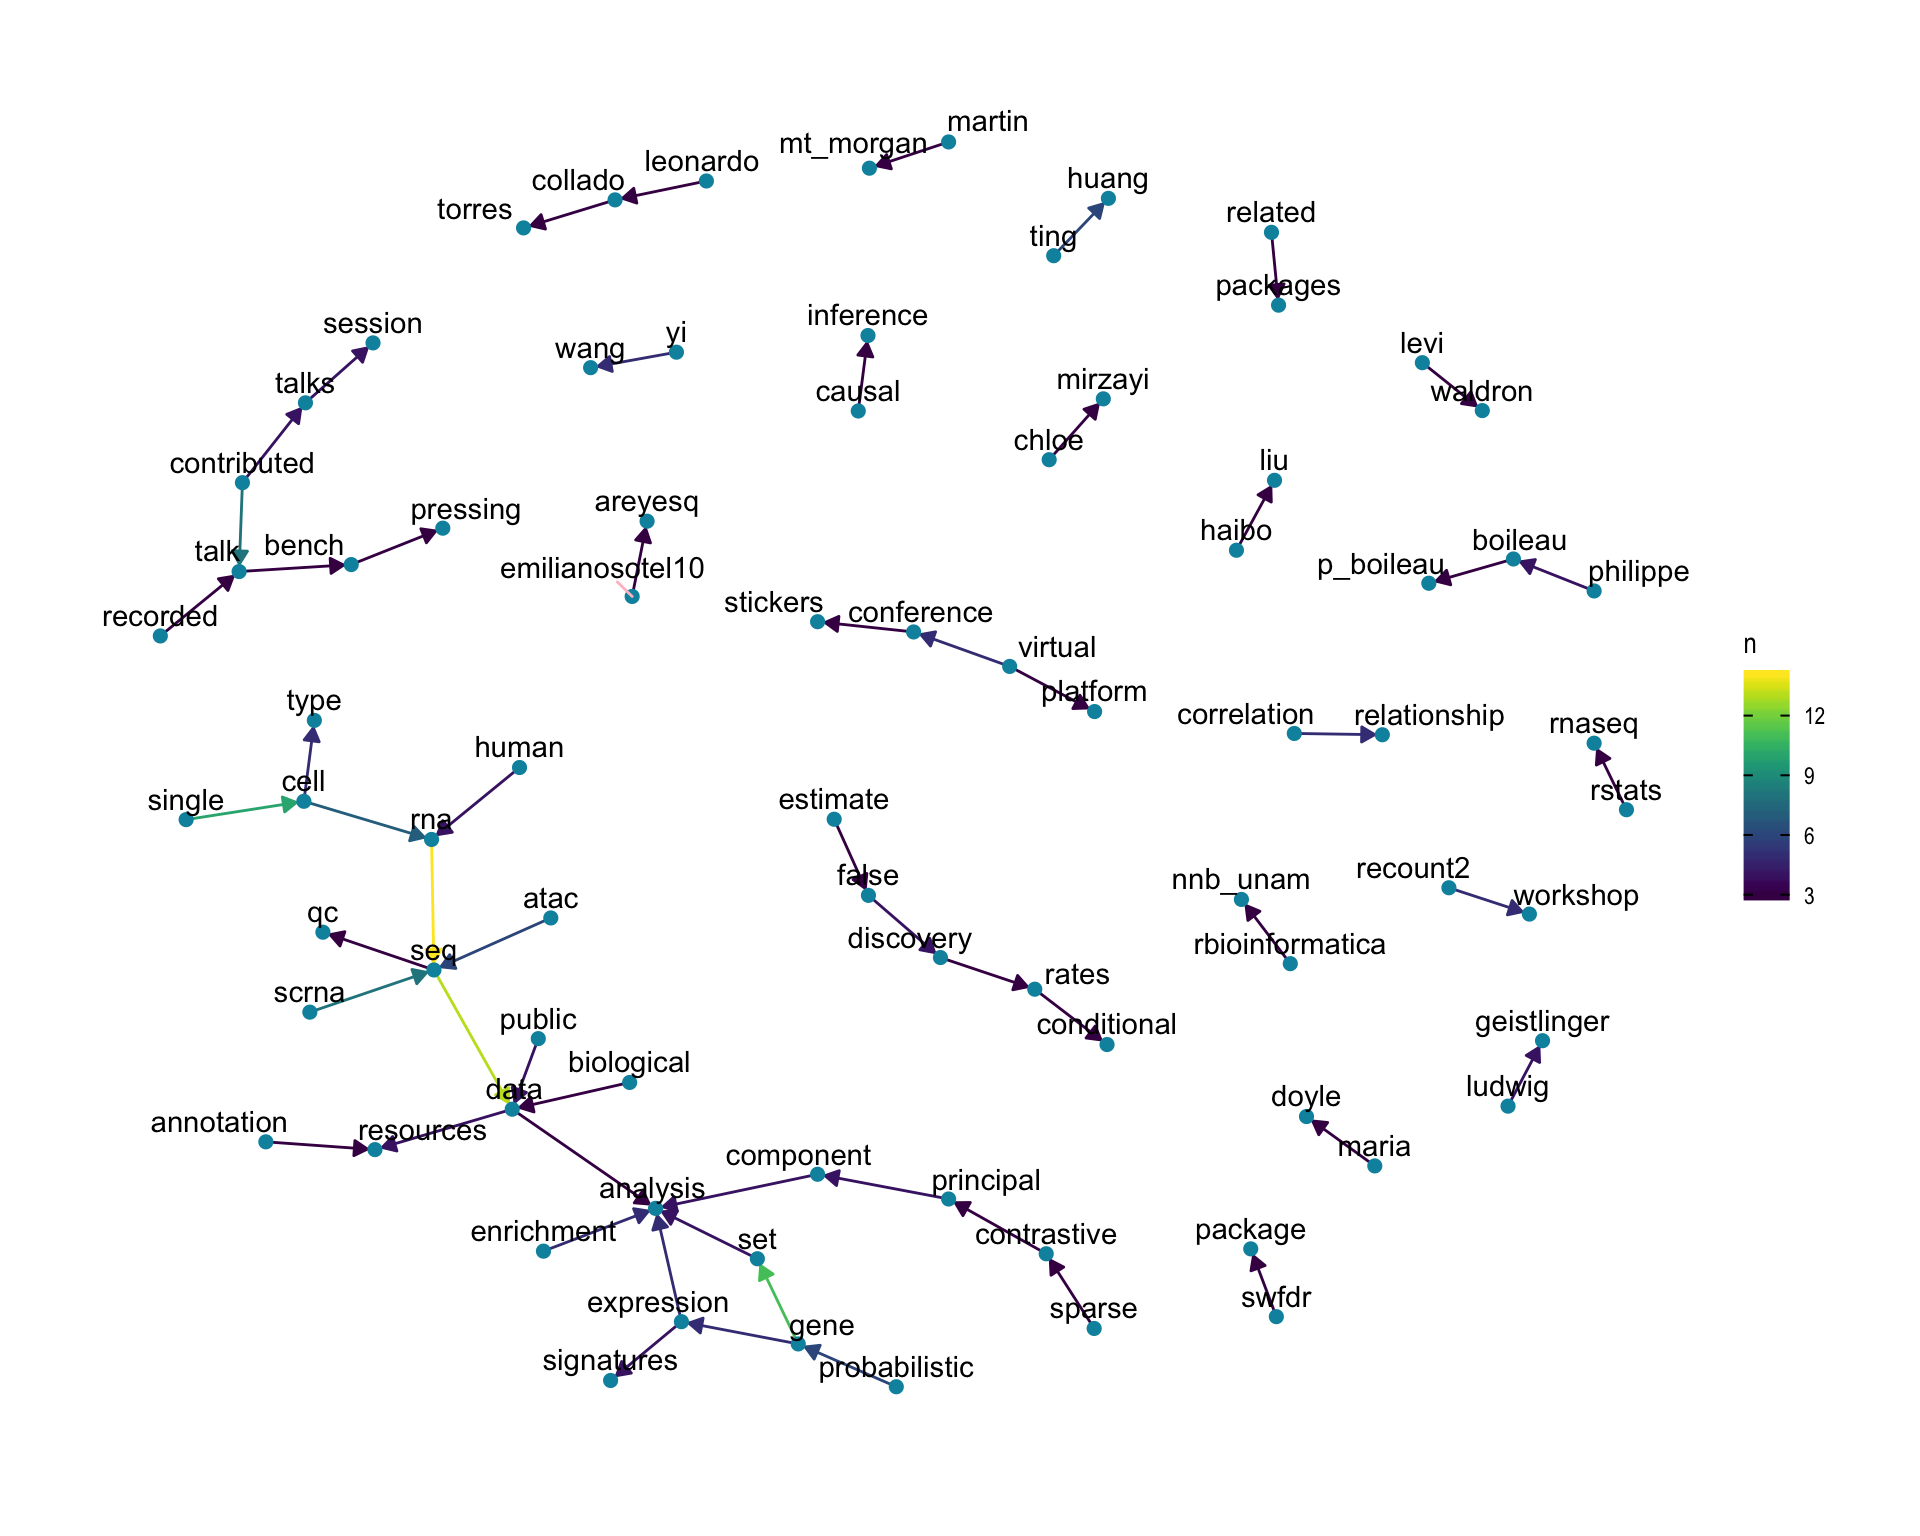 martin
mt_morgan
leonardo
collado
torres
huang
ting
related
packages
session
talks
contributed
yi
wang
inference
causal
mirzayi
chloe
levi
waldron
liu
haibo
pressing
bench
talk
recorded
areyesq
emilianosotel10
boileau
p_boileau
philippe
stickers
conference
virtual
platform
n
12
9
6
3
type
cell
single
human
rna
correlation
relationship
rnaseq
rstats
estimate
false
discovery
rates
conditional
nnb_unam
rbioinformatica
recount2
workshop
qc
atac
seq
scrna
public
biological
data
annotation
resources
geistlinger
ludwig
doyle
maria
component
principal
analysis
enrichment
set
contrastive
sparse
package
swfdr
expression
gene
signatures
probabilistic